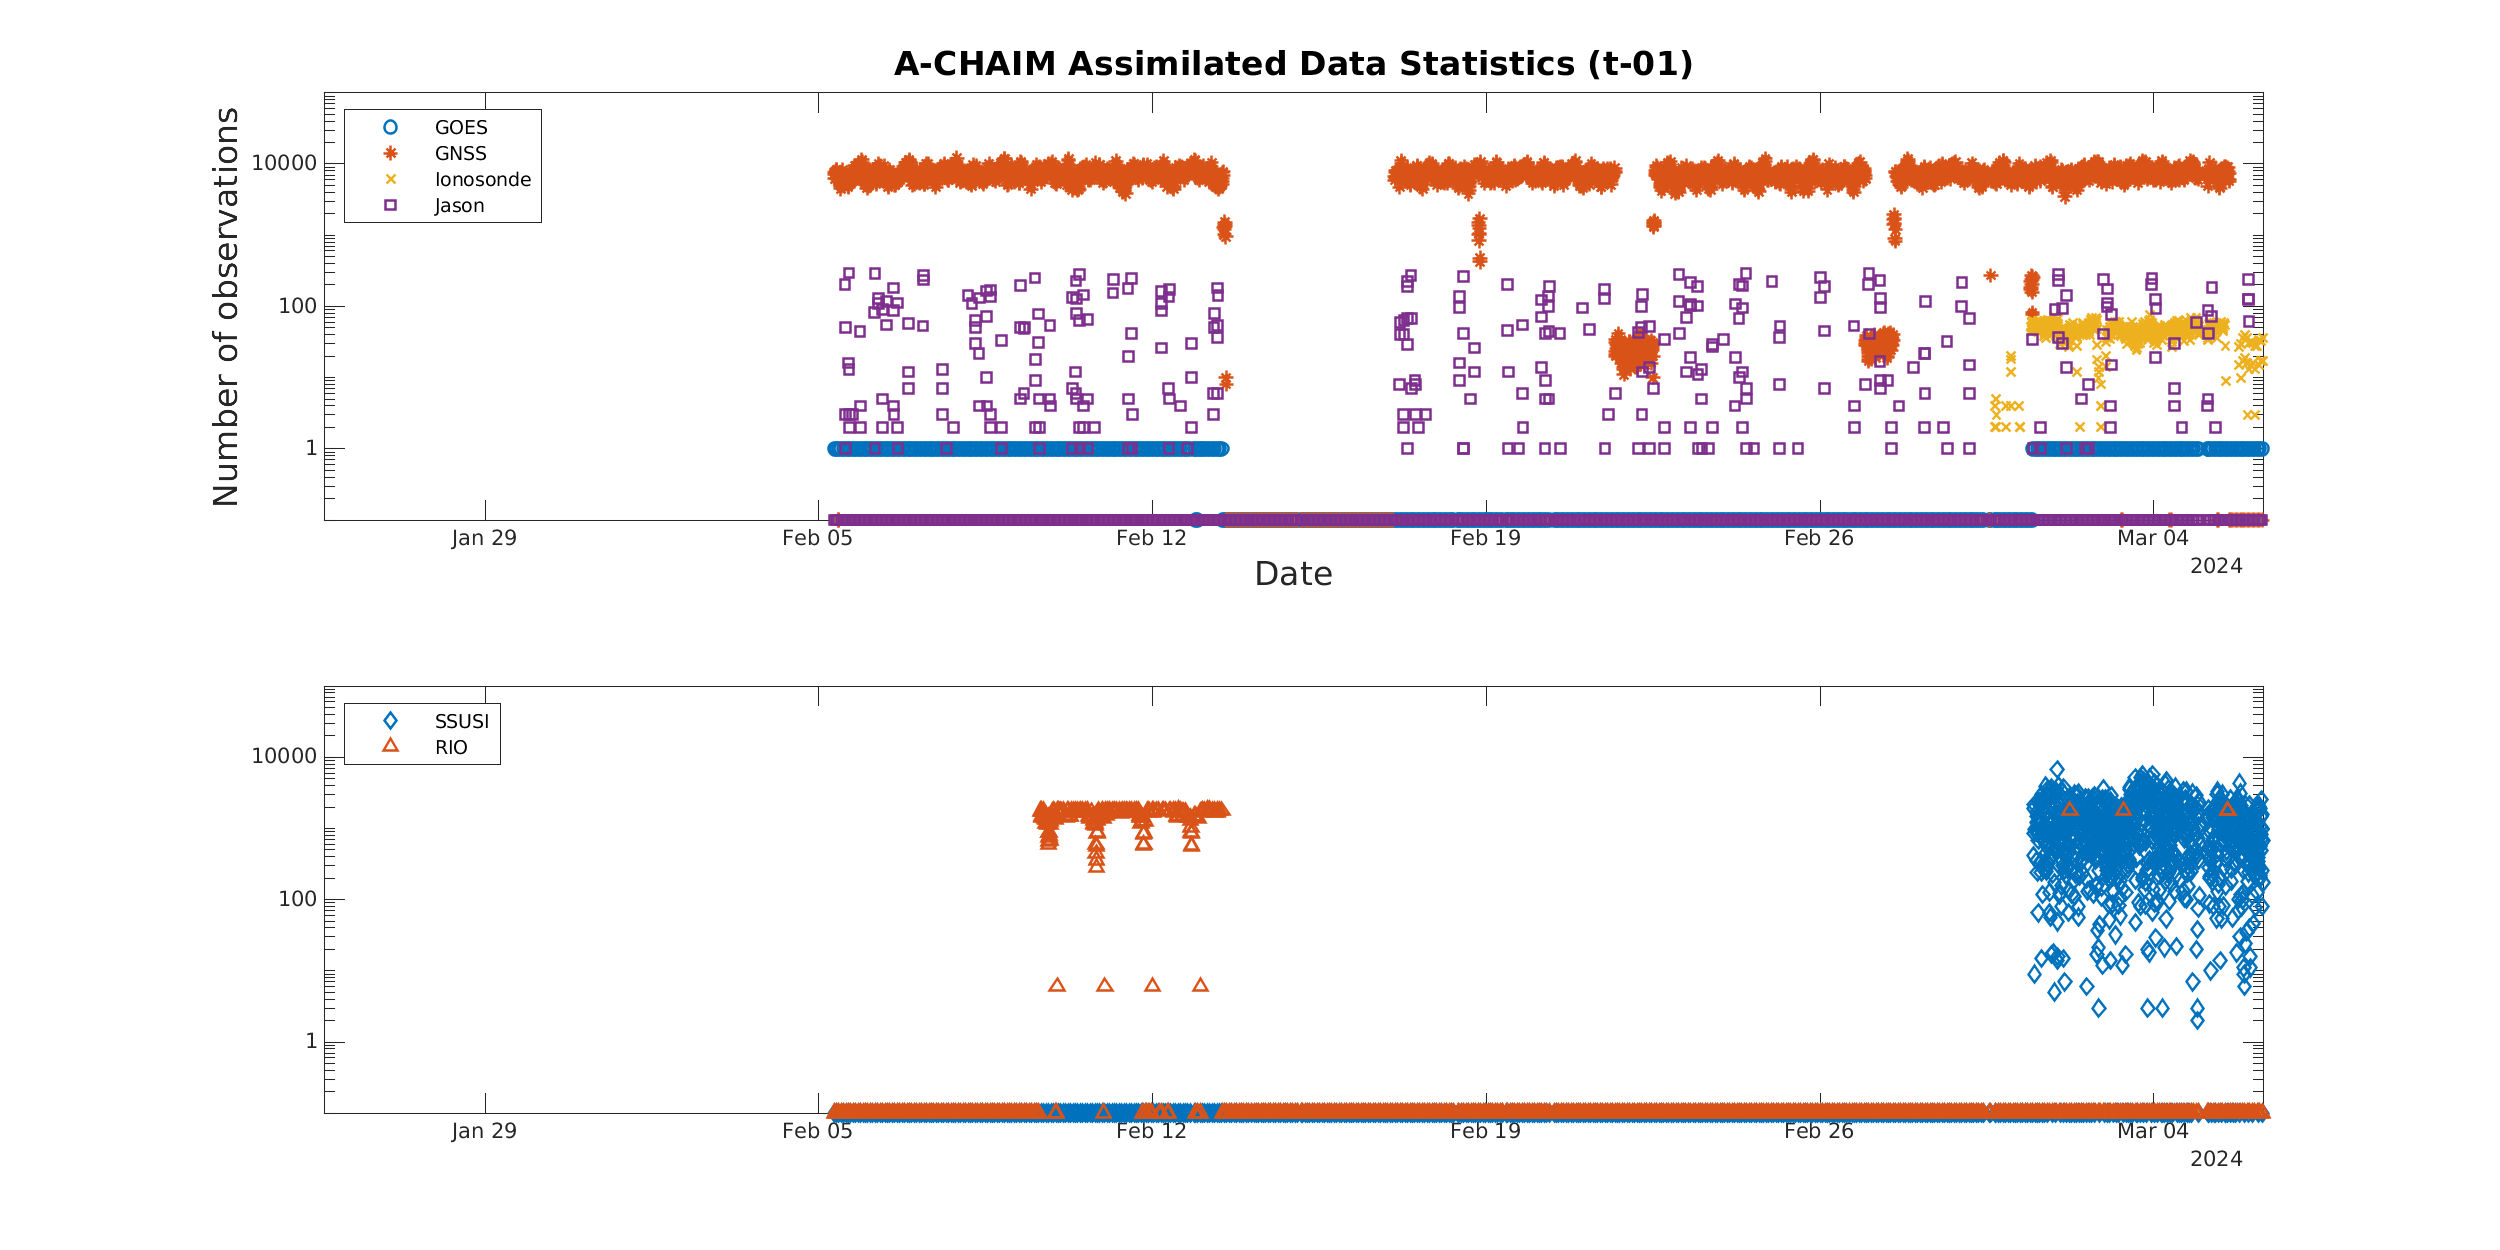 A-CHAIM Assimilated Data Statistics (t-01)
Number of observations
10000
100
1
GOES
GNSS
Ionosonde
Jason
Jan 29
Feb 05
Feb 12
Feb 19
Feb 26
Mar 04
2024
Date
10000
100
1
SSUSI
RIO
Jan 29
Feb 05
Feb 12
Feb 19
Feb 26
Mar 04
2024